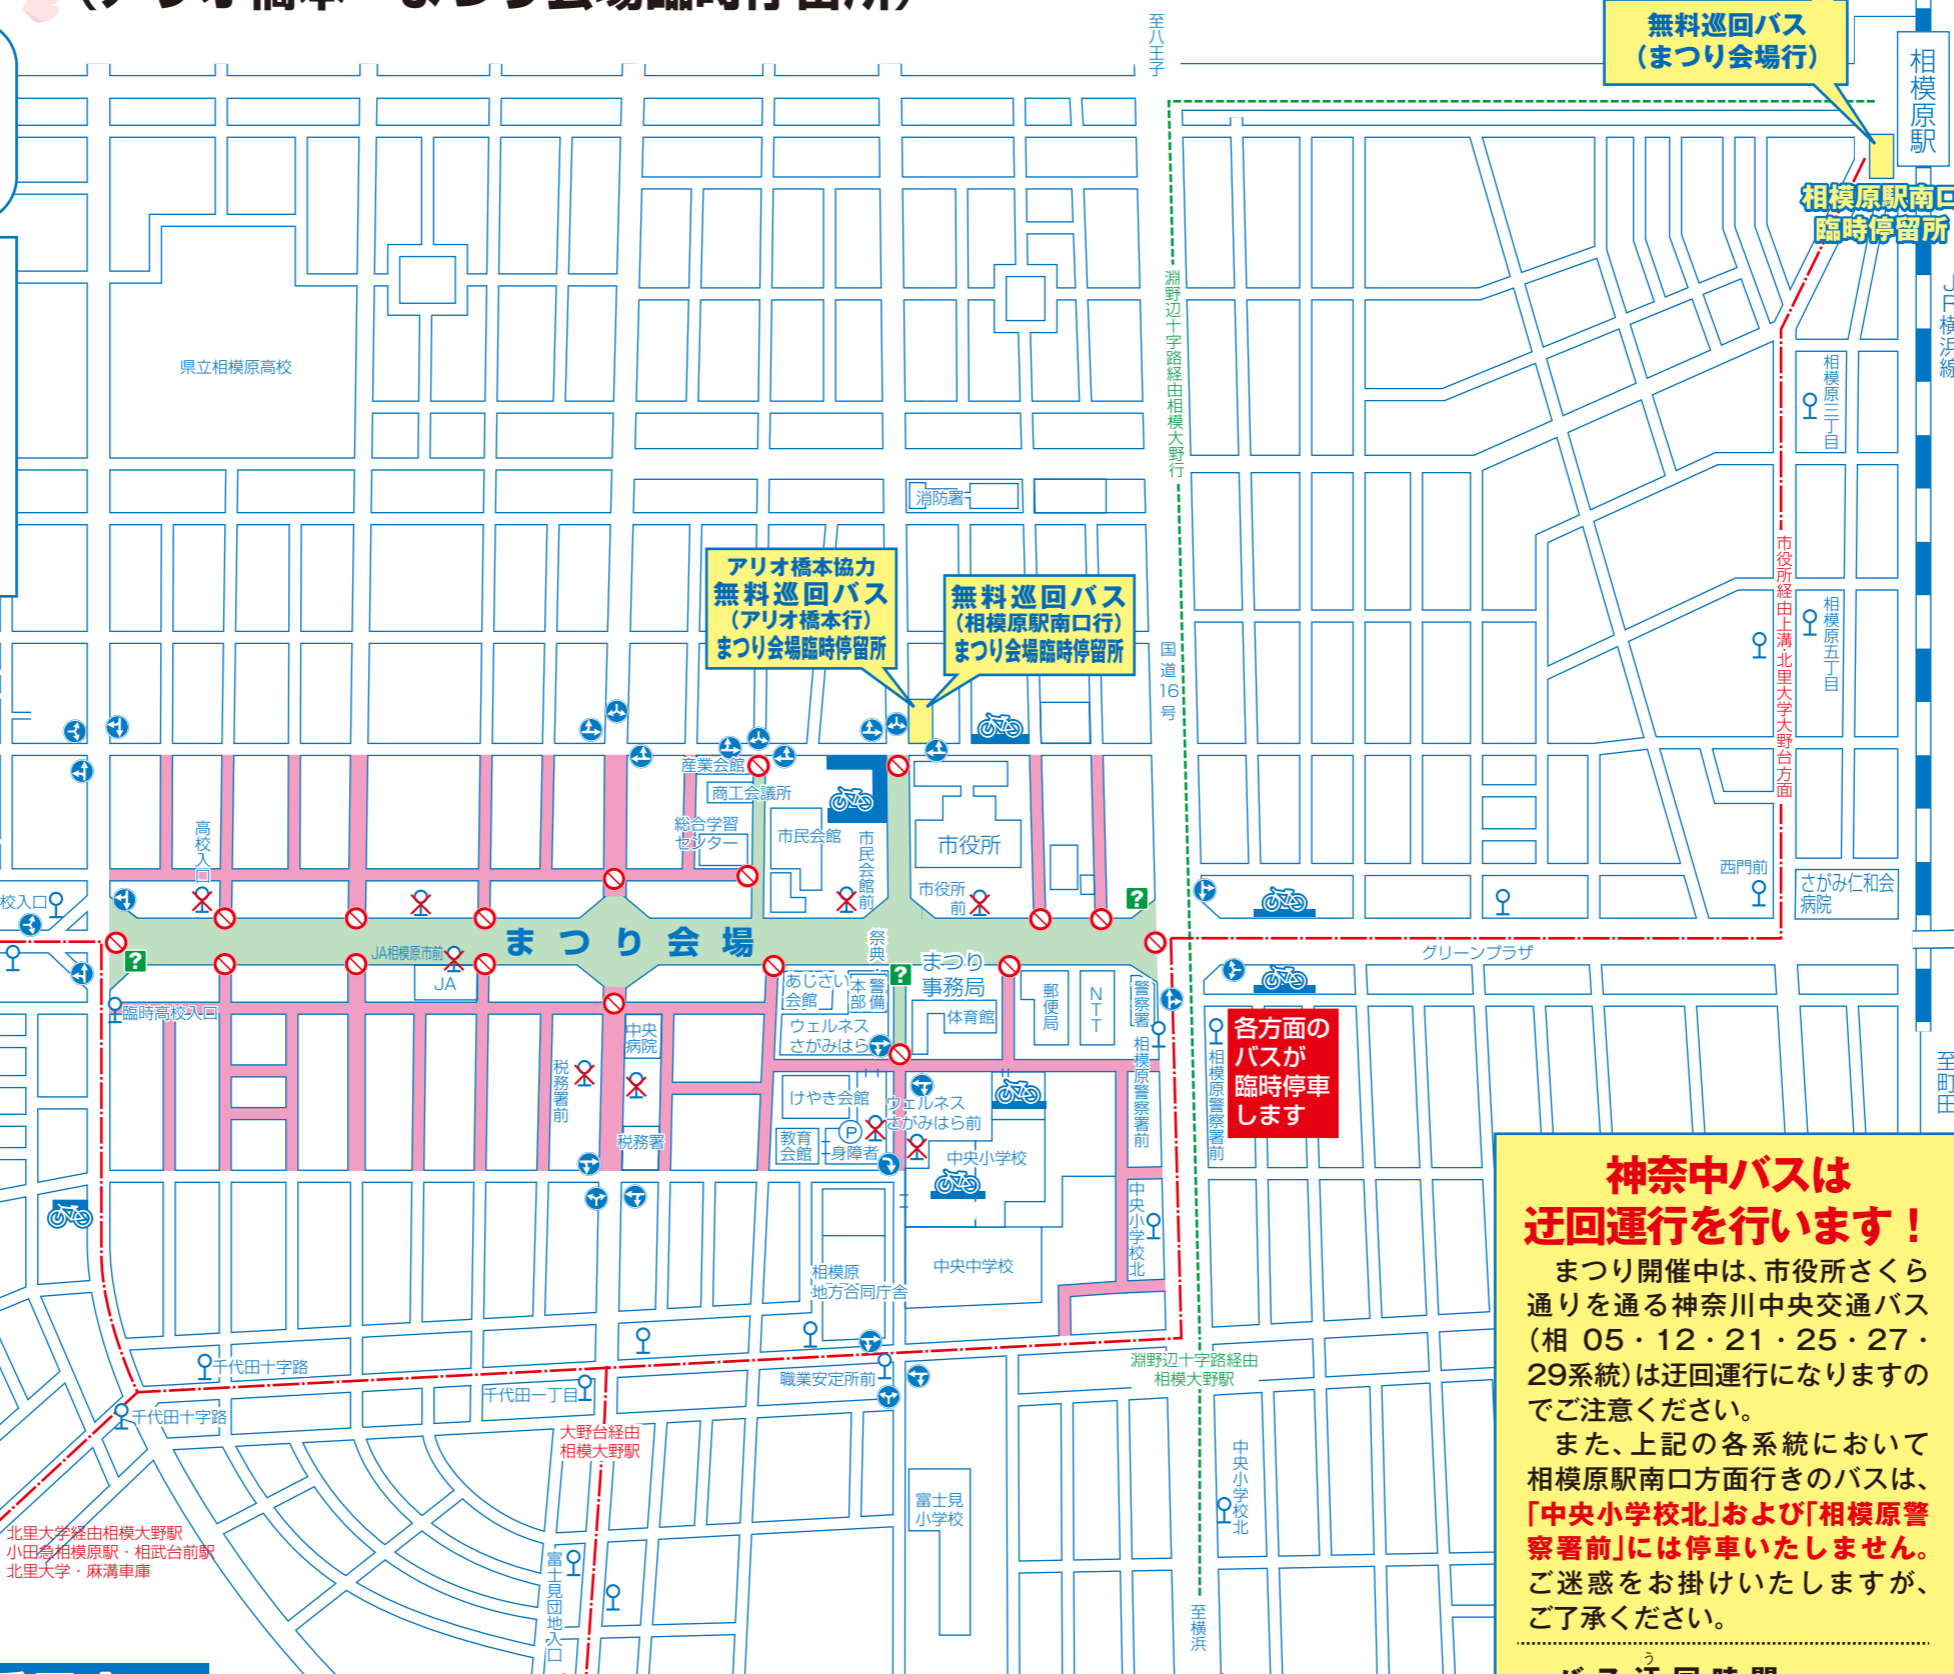 (アリオ橋本 まつり会場臨時停留所)
至八王子
無料巡回バス
(まつり会場行)
相模原駅
相模原駅南口
臨時停留所
JR横浜線
淵野辺十字路経由相模大野行
県立相模原高校
相模原三丁目
消防署
アリオ橋本協力
無料巡回バス
(アリオ橋本行)
まつり会場臨時停留所
無料巡回バス
(相模原駅南口行)
まつり会場臨時停留所
市役所経由上溝・北里大学大野台方面
相模原五丁目
国道16号
産業会館
商工会議所
総合学習
センター
市民会館
市民会館前
市役所
市役所
前
高校入口
校入口
西門前
さがみ仁和会
病院
まつり会場
JA相模原市前
JA
祭典
まつり
事務局
グリーンプラザ
あじさい
会館
警備
本部
体育館
郵便局
NTT
警察署
臨時高校入口
中央
病院
ウェルネス
さがみはら
税務署前
相模原警察署前
相模原警察署前
各方面の
バスが
臨時停車
します
至町田
けやき会館
ウェルネス
さがみはら前
教育
会館
P
身障者
税務署
中央小学校
中央小学校北
中央中学校
相模原
地方合同庁舎
神奈中バスは
迂回運行を行います!
まつり開催中は、市役所さくら
通りを通る神奈川中央交通バス
(相 05・12・21・25・27・
29系統)は迂回運行になりますの
でご注意ください。
また、上記の各系統において
相模原駅南口方面行きのバスは、
「中央小学校北」および「相模原警
察署前」には停車いたしません。
ご迷惑をお掛けいたしますが、
ご了承ください。
う
バス迂回時間
千代田十字路
千代田十字路
千代田一丁目
職業安定所前
淵野辺十字路経由
相模大野駅
大野台経由
相模大野駅
中央小学校北
富士見
小学校
北里大学経由相模大野駅
小田急相模原駅・相武台前駅
北里大学・麻溝車庫
富士見団地入口
至横浜